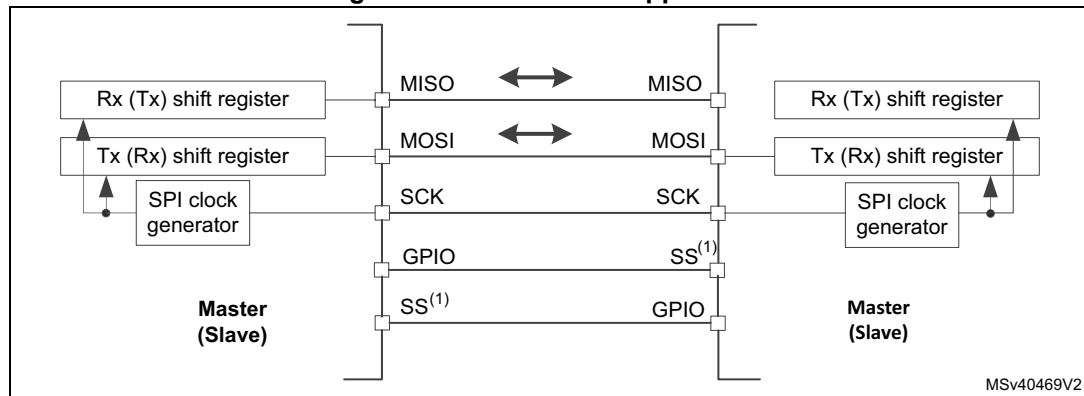 MISO MISO
Rx (Tx) shift register Rx (Tx) shift register
MOSI MOSI
Tx (Rx) shift register Tx (Rx) shift register
SCK SCK
SPI clock generator SPI clock generator
GPIO SS(1)
SS(1) GPIO
Master (Slave) Master (Slave)
MSv40469V2